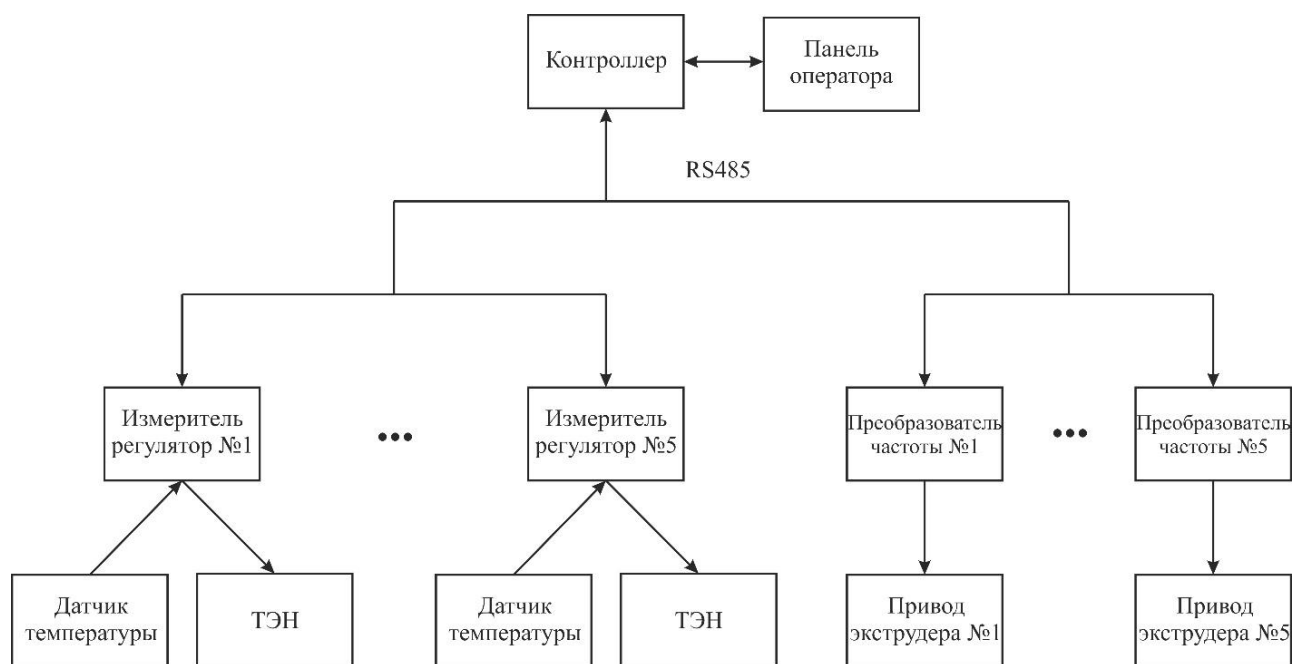 Контроллер
Панель
оператора
RS485
Измеритель
регулятор №1
Измеритель
регулятор №5
Преобразователь
частоты №1
Преобразователь
частоты №5
Датчик
температуры
ТЭН
Датчик
температуры
ТЭН
Привод
экструдера №1
Привод
экструдера №5